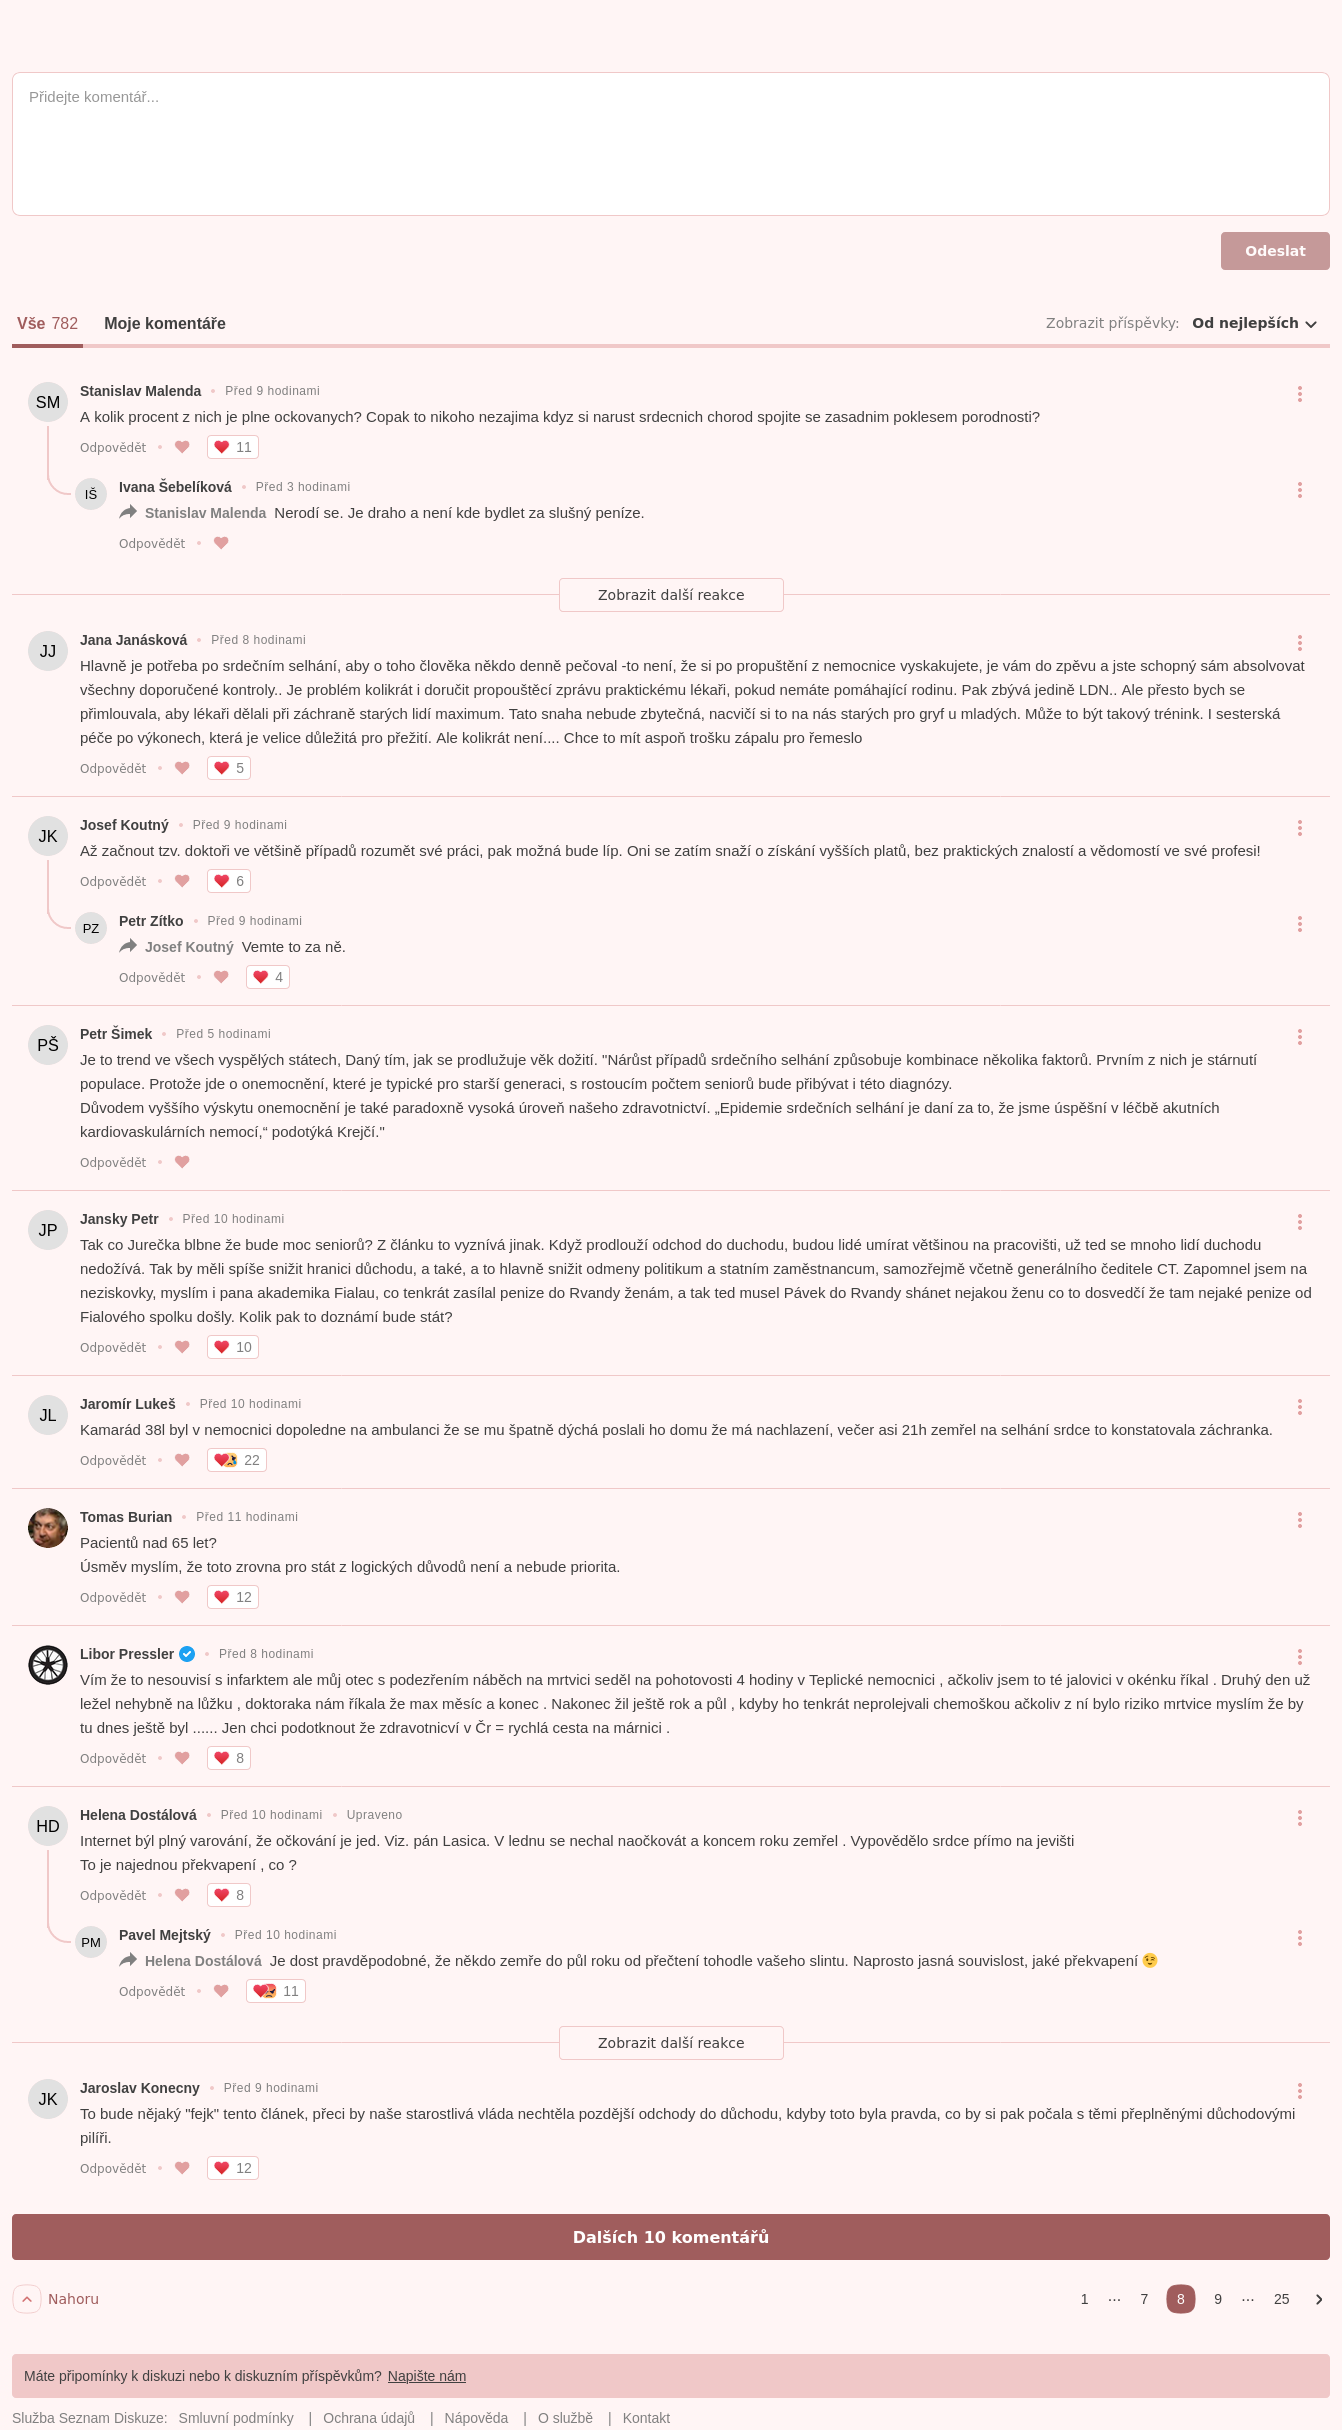 Přidejte komentář...
Odeslat
Vše 782 Moje komentáře Zobrazit příspěvky: Od nejlepších
SM Stanislav Malenda • Před 9 hodinami
A kolik procent z nich je plne ockovanych? Copak to nikoho nezajima kdyz si narust srdecnich chorod spojite se zasadnim poklesem porodnosti?
Odpovědět • 11
IŠ Ivana Šebelíková • Před 3 hodinami
Stanislav Malenda Nerodí se. Je draho a není kde bydlet za slušný peníze.
Odpovědět •
Zobrazit další reakce
JJ Jana Janásková • Před 8 hodinami
Hlavně je potřeba po srdečním selhání, aby o toho člověka někdo denně pečoval -to není, že si po propuštění z nemocnice vyskakujete, je vám do zpěvu a jste schopný sám absolvovat
všechny doporučené kontroly.. Je problém kolikrát i doručit propouštěcí zprávu praktickému lékaři, pokud nemáte pomáhající rodinu. Pak zbývá jedině LDN.. Ale přesto bych se
přimlouvala, aby lékaři dělali při záchraně starých lidí maximum. Tato snaha nebude zbytečná, nacvičí si to na nás starých pro gryf u mladých. Může to být takový trénink. I sesterská
péče po výkonech, která je velice důležitá pro přežití. Ale kolikrát není.... Chce to mít aspoň trošku zápalu pro řemeslo
Odpovědět • 5
JK Josef Koutný • Před 9 hodinami
Až začnout tzv. doktoři ve většině případů rozumět své práci, pak možná bude líp. Oni se zatím snaží o získání vyšších platů, bez praktických znalostí a vědomostí ve své profesi!
Odpovědět • 6
PZ Petr Zítko • Před 9 hodinami
Josef Koutný Vemte to za ně.
Odpovědět • 4
PŠ Petr Šimek • Před 5 hodinami
Je to trend ve všech vyspělých státech, Daný tím, jak se prodlužuje věk dožití. "Nárůst případů srdečního selhání způsobuje kombinace několika faktorů. Prvním z nich je stárnutí
populace. Protože jde o onemocnění, které je typické pro starší generaci, s rostoucím počtem seniorů bude přibývat i této diagnózy.
Důvodem vyššího výskytu onemocnění je také paradoxně vysoká úroveň našeho zdravotnictví. „Epidemie srdečních selhání je daní za to, že jsme úspěšní v léčbě akutních
kardiovaskulárních nemocí,“ podotýká Krejčí."
Odpovědět •
JP Jansky Petr • Před 10 hodinami
Tak co Jurečka blbne že bude moc seniorů? Z článku to vyznívá jinak. Když prodlouží odchod do duchodu, budou lidé umírat většinou na pracovišti, už ted se mnoho lidí duchodu
nedožívá. Tak by měli spíše snižit hranici důchodu, a také, a to hlavně snižit odmeny politikum a statním zaměstnancum, samozřejmě včetně generálního čeditele CT. Zapomnel jsem na
neziskovky, myslím i pana akademika Fialau, co tenkrát zasílal penize do Rvandy ženám, a tak ted musel Pávek do Rvandy shánet nejakou ženu co to dosvedčí že tam nejaké penize od
Fialového spolku došly. Kolik pak to doznámí bude stát?
Odpovědět • 10
JL Jaromír Lukeš • Před 10 hodinami
Kamarád 38l byl v nemocnici dopoledne na ambulanci že se mu špatně dýchá poslali ho domu že má nachlazení, večer asi 21h zemřel na selhání srdce to konstatovala záchranka.
Odpovědět • 22
Tomas Burian • Před 11 hodinami
Pacientů nad 65 let?
Úsměv myslím, že toto zrovna pro stát z logických důvodů není a nebude priorita.
Odpovědět • 12
Libor Pressler • Před 8 hodinami
Vím že to nesouvisí s infarktem ale můj otec s podezřením náběch na mrtvici seděl na pohotovosti 4 hodiny v Teplické nemocnici , ačkoliv jsem to té jalovici v okénku říkal . Druhý den už
ležel nehybně na lůžku , doktoraka nám říkala že max měsíc a konec . Nakonec žil ještě rok a půl , kdyby ho tenkrát neprolejvali chemoškou ačkoliv z ní bylo riziko mrtvice myslím že by
tu dnes ještě byl ...... Jen chci podotknout že zdravotnicví v Čr = rychlá cesta na márnici .
Odpovědět • 8
HD Helena Dostálová • Před 10 hodinami • Upraveno
Internet býl plný varování, že očkování je jed. Viz. pán Lasica. V lednu se nechal naočkovát a koncem roku zemřel . Vypovědělo srdce přímo na jevišti
To je najednou překvapení , co ?
Odpovědět • 8
PM Pavel Mejtský • Před 10 hodinami
Helena Dostálová Je dost pravděpodobné, že někdo zemře do půl roku od přečtení tohodle vašeho slintu. Naprosto jasná souvislost, jaké překvapení 😉
Odpovědět • 11
Zobrazit další reakce
JK Jaroslav Konecny • Před 9 hodinami
To bude nějaký "fejk" tento článek, přeci by naše starostlivá vláda nechtěla pozdější odchody do důchodu, kdyby toto byla pravda, co by si pak počala s těmi přeplněnými důchodovými
pilíři.
Odpovědět • 12
Dalších 10 komentářů
Nahoru 1 ··· 7 8 9 ··· 25
Máte připomínky k diskuzi nebo k diskuzním příspěvkům? Napište nám
Služba Seznam Diskuze: Smluvní podmínky | Ochrana údajů | Nápověda | O službě | Kontakt